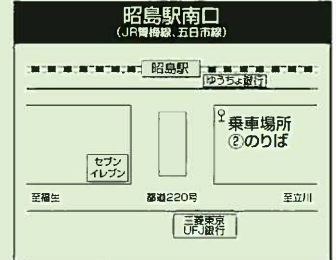 昭島駅南口
(JR青梅線、五日市線)
昭島駅
ゆうちょ銀行
乗車場所
②のりば
セブン
イレブン
至福生
都道220号
至立川
三菱東京
UFJ銀行